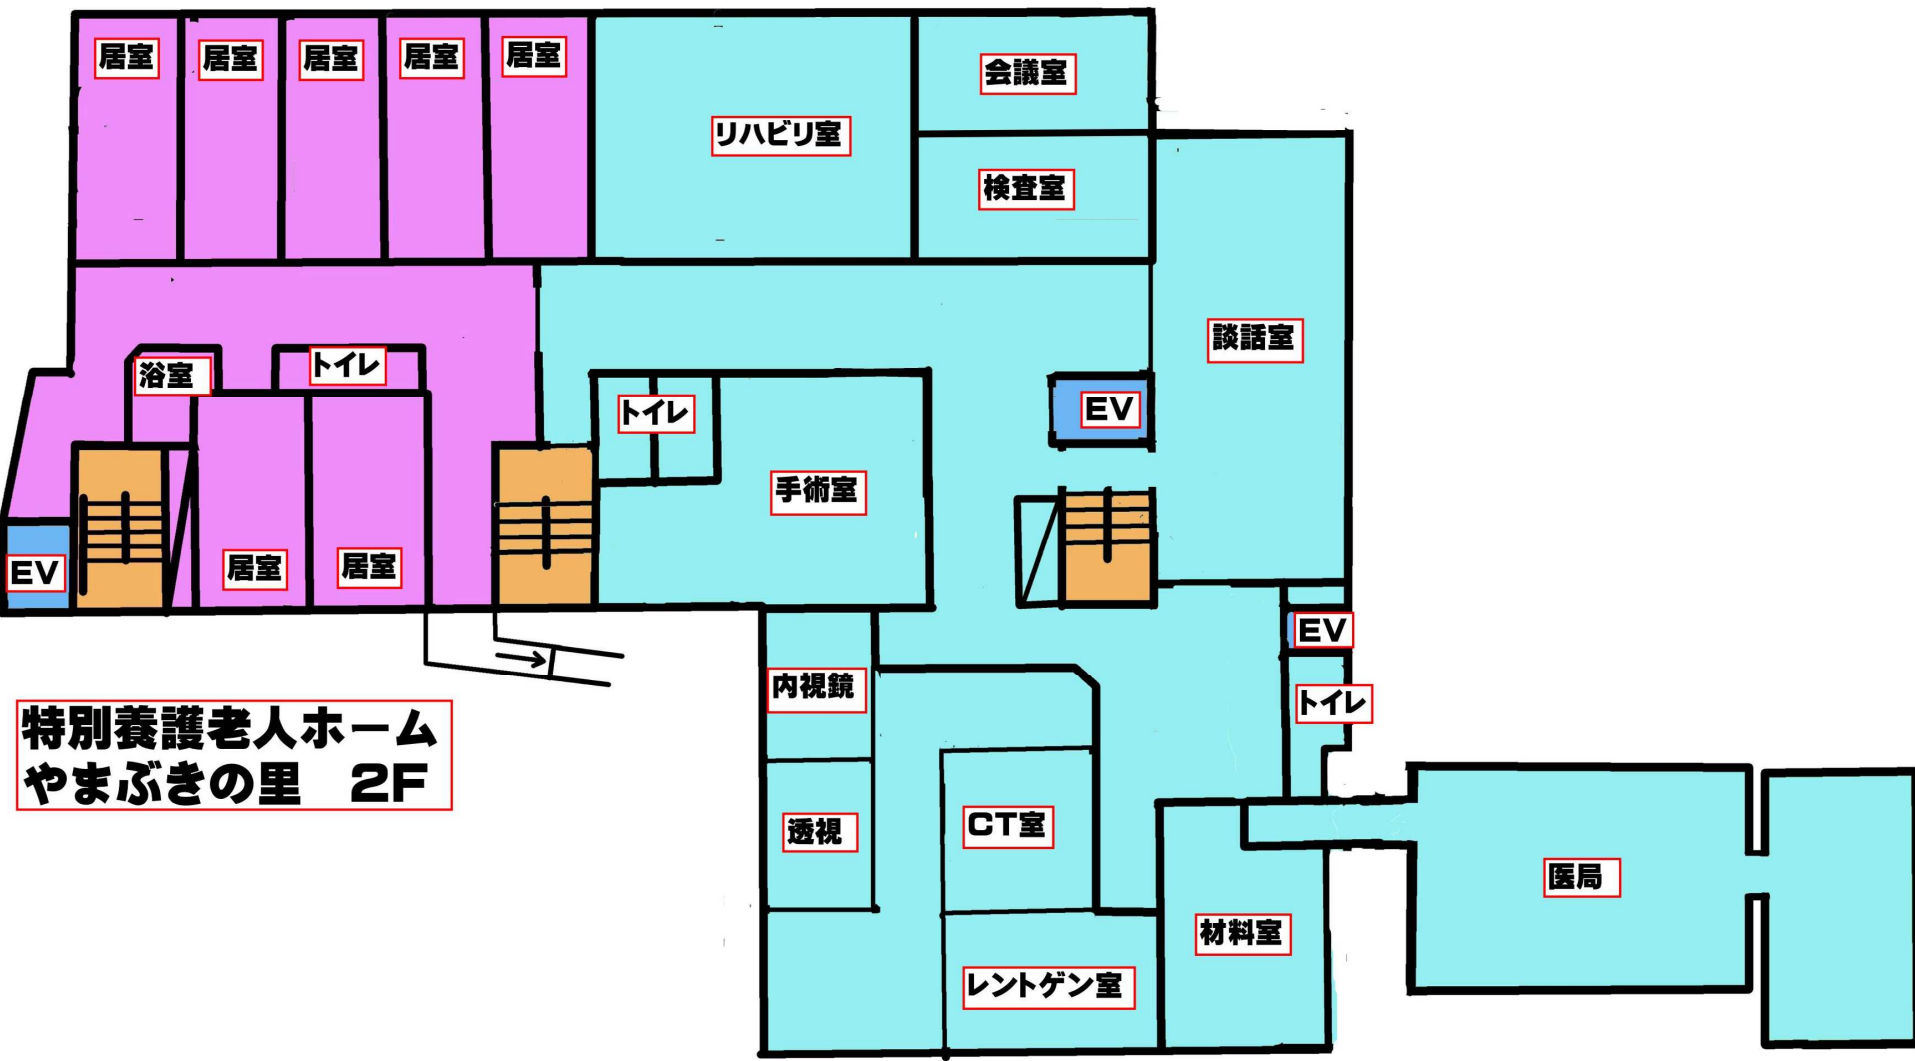 居室
居室
居室
居室
居室
会議室
リハビリ室
検査室
談話室
浴室
トイレ
トイレ
EV
手術室
EV
居室
居室
EV
内視鏡
トイレ
特別養護老人ホーム
やまぶきの里　2F
透視
CT室
医局
材料室
レントゲン室